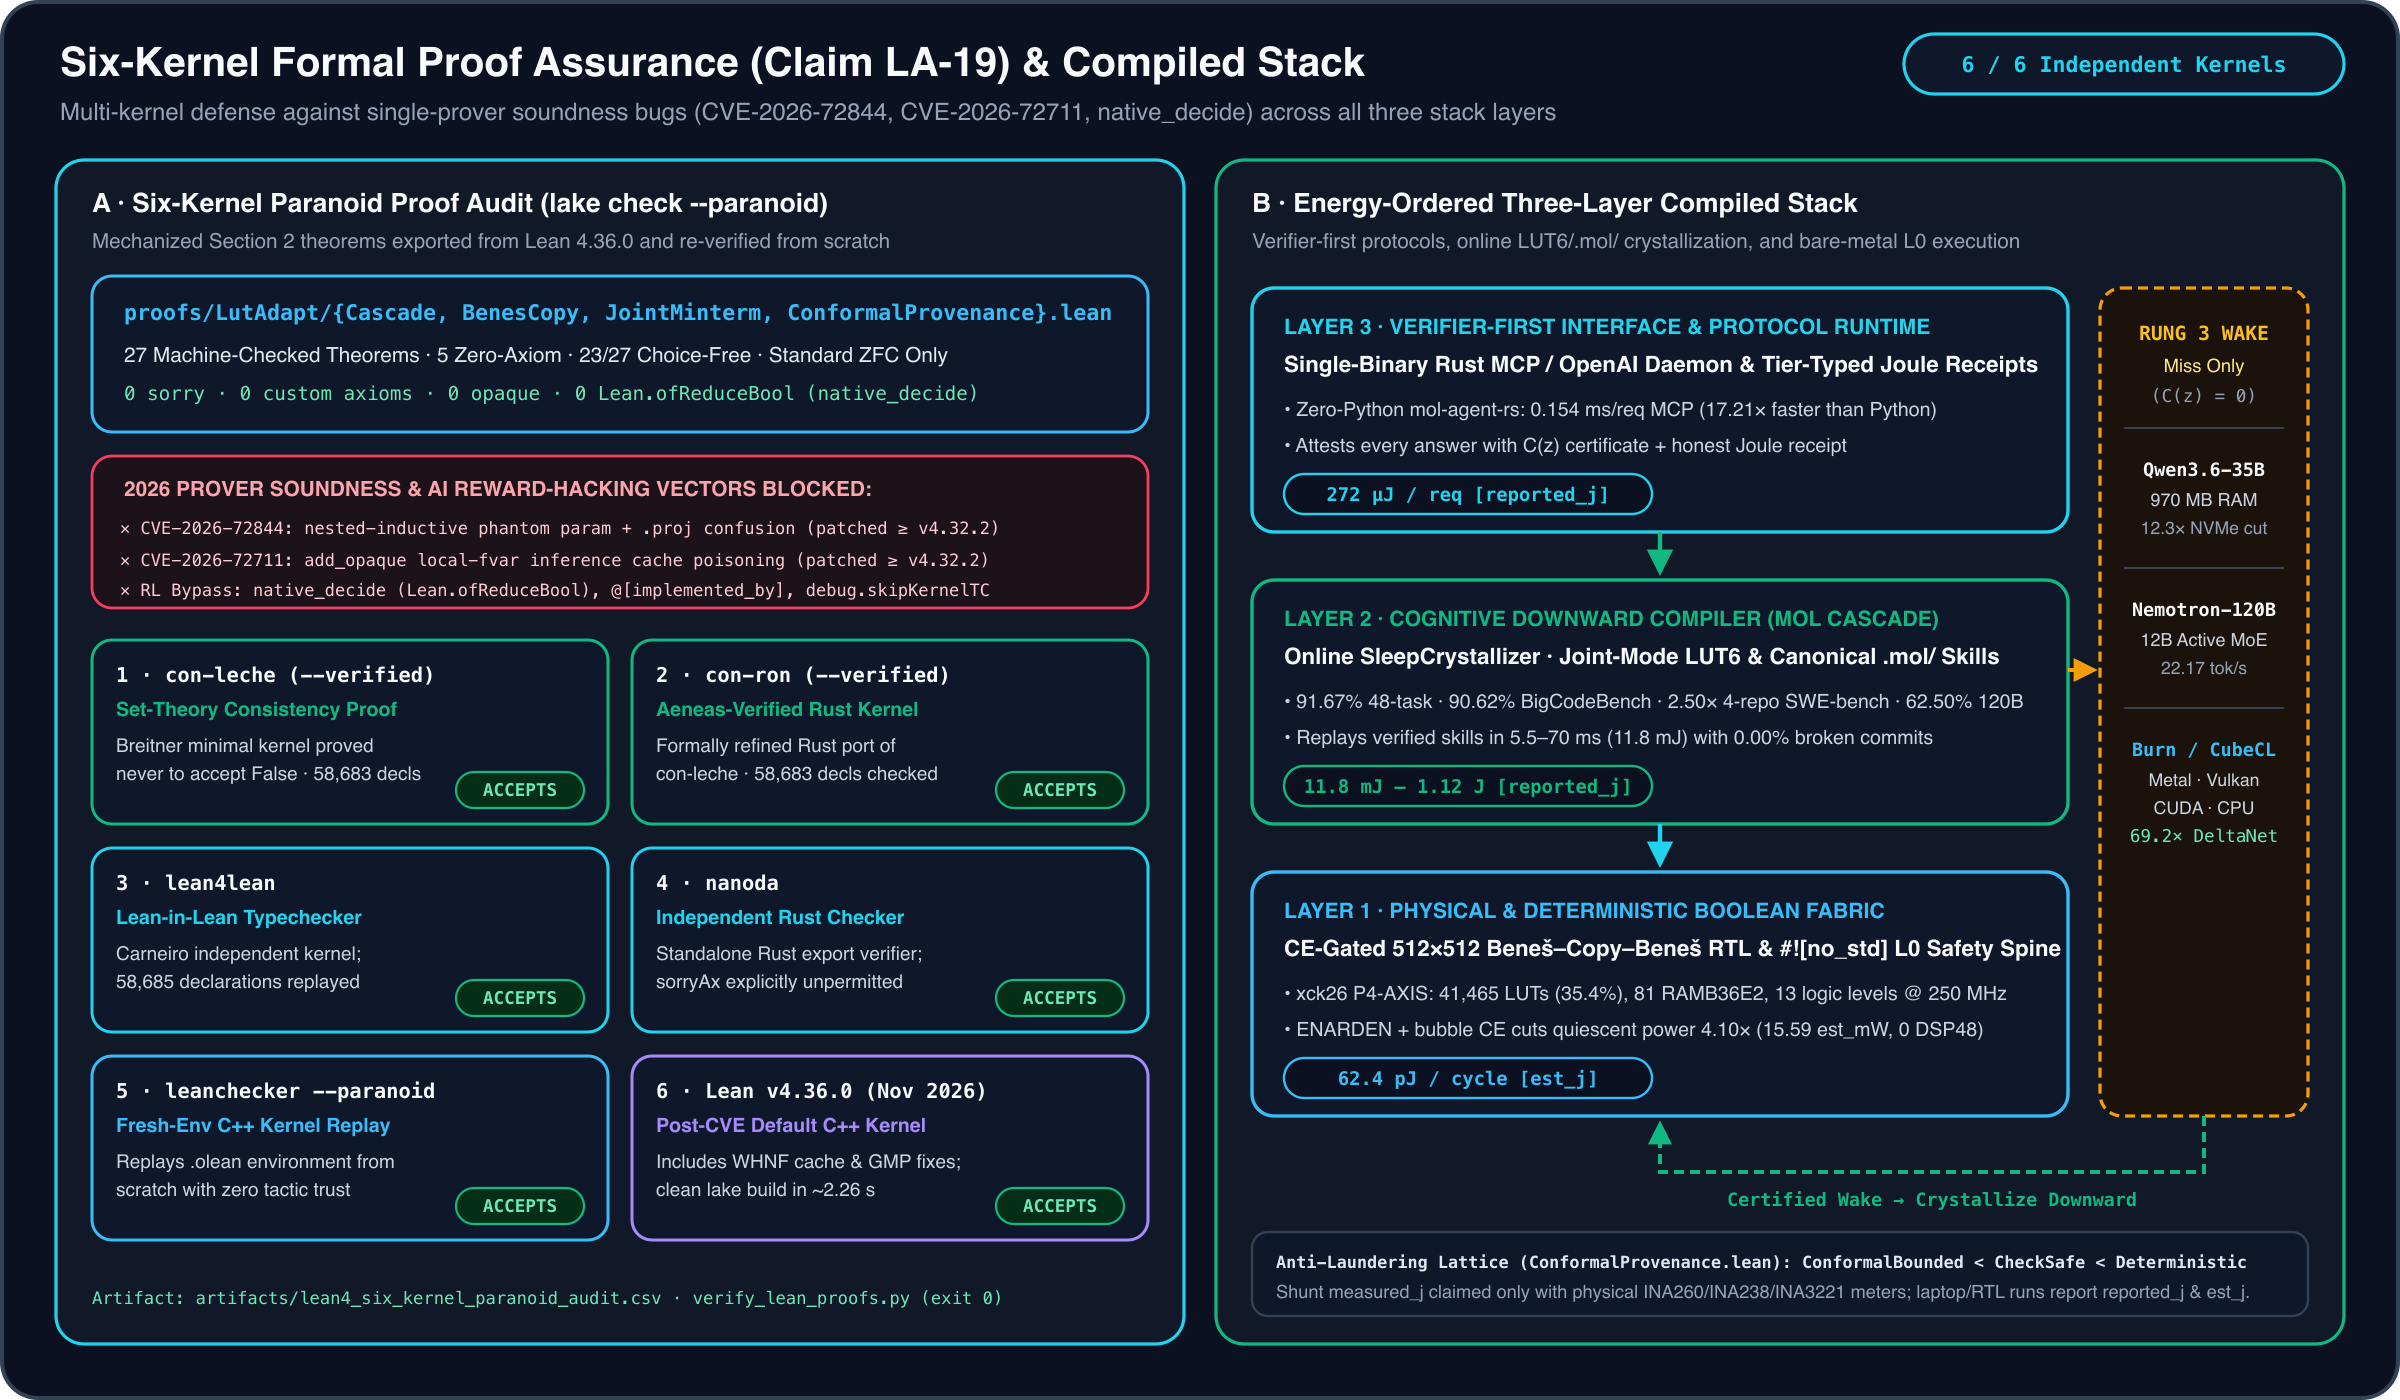 Six-Kernel Formal Proof Assurance (Claim LA-19) & Compiled Stack
6 / 6 Independent Kernels
Multi-kernel defense against single-prover soundness bugs (CVE-2026-72844, CVE-2026-72711, native_decide) across all three stack layers
A · Six-Kernel Paranoid Proof Audit (lake check --paranoid)
Mechanized Section 2 theorems exported from Lean 4.36.0 and re-verified from scratch
proofs/LutAdapt/{Cascade, BenesCopy, JointMinterm, ConformalProvenance}.lean
27 Machine-Checked Theorems · 5 Zero-Axiom · 23/27 Choice-Free · Standard ZFC Only
0 sorry · 0 custom axioms · 0 opaque · 0 Lean.ofReduceBool (native_decide)
2026 PROVER SOUNDNESS & AI REWARD-HACKING VECTORS BLOCKED:
× CVE-2026-72844: nested-inductive phantom param + .proj confusion (patched ≥ v4.32.2)
× CVE-2026-72711: add_opaque local-fvar inference cache poisoning (patched ≥ v4.32.2)
× RL Bypass: native_decide (Lean.ofReduceBool), @[implemented_by], debug.skipKernelTC
1 · con-leche (--verified)
Set-Theory Consistency Proof
Breitner minimal kernel proved
never to accept False · 58,683 decls
ACCEPTS
2 · con-ron (--verified)
Aeneas-Verified Rust Kernel
Formally refined Rust port of
con-leche · 58,683 decls checked
ACCEPTS
3 · lean4lean
Lean-in-Lean Typechecker
Carneiro independent kernel;
58,685 declarations replayed
ACCEPTS
4 · nanoda
Independent Rust Checker
Standalone Rust export verifier;
sorryAx explicitly unpermitted
ACCEPTS
5 · leanchecker --paranoid
Fresh-Env C++ Kernel Replay
Replays .olean environment from
scratch with zero tactic trust
ACCEPTS
6 · Lean v4.36.0 (Nov 2026)
Post-CVE Default C++ Kernel
Includes WHNF cache & GMP fixes;
clean lake build in ~2.26 s
ACCEPTS
Artifact: artifacts/lean4_six_kernel_paranoid_audit.csv · verify_lean_proofs.py (exit 0)
B · Energy-Ordered Three-Layer Compiled Stack
Verifier-first protocols, online LUT6/.mol/ crystallization, and bare-metal L0 execution
LAYER 3 · VERIFIER-FIRST INTERFACE & PROTOCOL RUNTIME
Single-Binary Rust MCP / OpenAI Daemon & Tier-Typed Joule Receipts
• Zero-Python mol-agent-rs: 0.154 ms/req MCP (17.21× faster than Python)
• Attests every answer with C(z) certificate + honest Joule receipt
272 µJ / req [reported_j]
LAYER 2 · COGNITIVE DOWNWARD COMPILER (MOL CASCADE)
Online SleepCrystallizer · Joint-Mode LUT6 & Canonical .mol/ Skills
• 91.67% 48-task · 90.62% BigCodeBench · 2.50× 4-repo SWE-bench · 62.50% 120B
• Replays verified skills in 5.5–70 ms (11.8 mJ) with 0.00% broken commits
11.8 mJ – 1.12 J [reported_j]
LAYER 1 · PHYSICAL & DETERMINISTIC BOOLEAN FABRIC
CE-Gated 512×512 Beneš–Copy–Beneš RTL & #![no_std] L0 Safety Spine
• xck26 P4-AXIS: 41,465 LUTs (35.4%), 81 RAMB36E2, 13 logic levels @ 250 MHz
• ENARDEN + bubble CE cuts quiescent power 4.10× (15.59 est_mW, 0 DSP48)
62.4 pJ / cycle [est_j]
RUNG 3 WAKE
Miss Only
(C(z) = 0)
Qwen3.6-35B
970 MB RAM
12.3× NVMe cut
Nemotron-120B
12B Active MoE
22.17 tok/s
Burn / CubeCL
Metal · Vulkan
CUDA · CPU
69.2× DeltaNet
Certified Wake → Crystallize Downward
Anti-Laundering Lattice (ConformalProvenance.lean): ConformalBounded < CheckSafe < Deterministic
Shunt measured_j claimed only with physical INA260/INA238/INA3221 meters; laptop/RTL runs report reported_j & est_j.